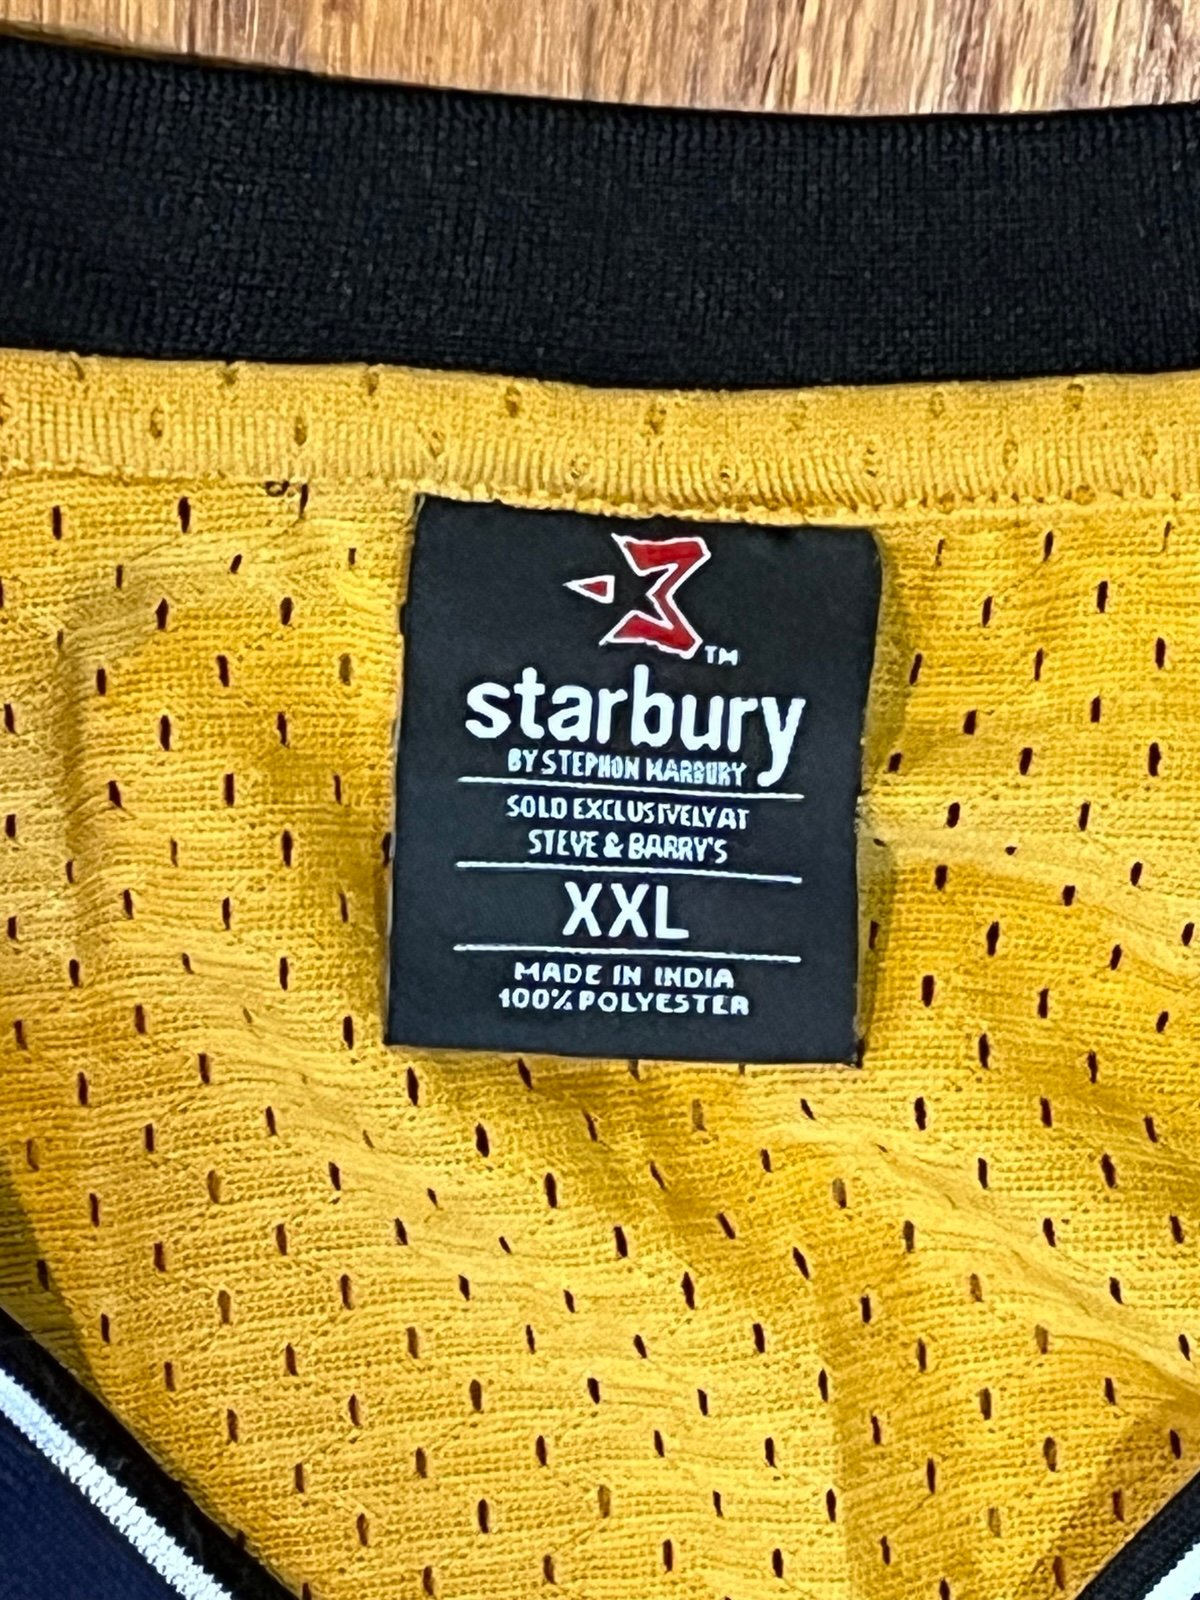 TM
starbury
BY STEPHON MARBURY
SOLD EXCLUSIVELY AT
STEVE & BARRY'S
XXL
MADE IN INDIA
100% POLYESTER